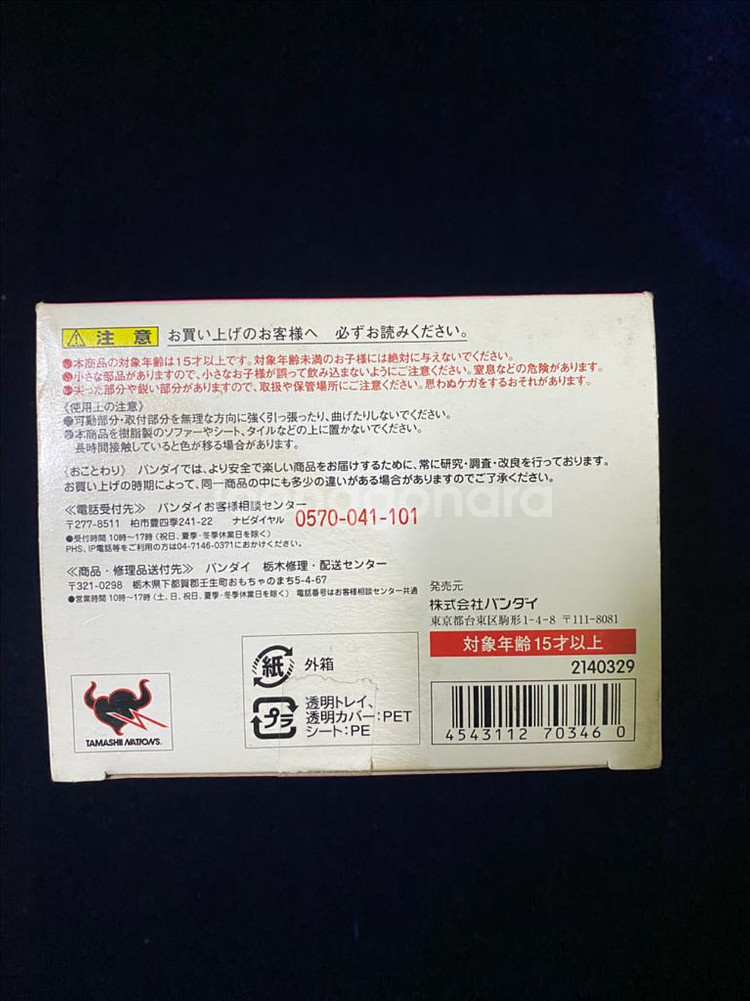 注 意 お買い上げのお客様へ 必ずお読みください。
●本商品の対象年齢は15才以上です。対象年齢未満のお子様には絶対に与えないでください。
●小さな部品がありますので、小さなお子様が誤って飲み込まないようにご注意ください。窒息などの危険があります。
●尖った部分や鋭い部分がありますので、取扱や保管場所にご注意ください。思わぬケガをするおそれがあります。
《使用上の注意》
●可動部分・取付部分を無理な方向に強く引っ張ったり、曲げたりしないでください。
●本商品を樹脂製のソファーやシート、タイルなどの上に置かないでください。
長時間接触していると色が移る場合があります。
《おことわり》 バンダイでは、より安全で楽しい商品をお届けするために、常に研究・調査・改良を行っております。
お買い上げの時期によって、同一商品の中にも多少の違いがある場合がありますのでご了承ください。
≪電話受付先≫ バンダイお客様相談センター
〒277-8511 柏市豊四季241-22 ナビダイヤル 0570-041-101
●受付時間 10時〜17時(祝日、夏季・冬季休業日を除く)
PHS、IP電話等をご利用の方は04-7146-0371におかけください。
≪商品・修理品送付先≫ バンダイ 栃木修理・配送センター
〒321-0298 栃木県下都賀郡壬生町おもちゃのまち5-4-67
●営業時間 10時〜17時(土、日、祝日、夏季・冬季休業日を除く) 電話番号はお客様相談センター共通
発売元
株式会社バンダイ
東京都台東区駒形1-4-8 〒111-8081
対象年齢15才以上
2140329
紙 外箱
プラ 透明トレイ、
透明カバー:PET
シート:PE
TAMASHII NATIONS
4543112 70346 0